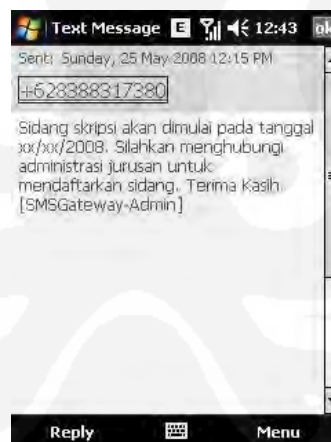 Text Message E 12:43 ok
Sent: Sunday, 25 May 2008 12:15 PM
+628388317380
Sidang skripsi akan dimulai pada tanggal
xx/xx/2008. Silahkan menghubungi
administrasi jurusan untuk
mendaftarkan sidang. Terima Kasih
[SMSGateway-Admin]
Reply Menu